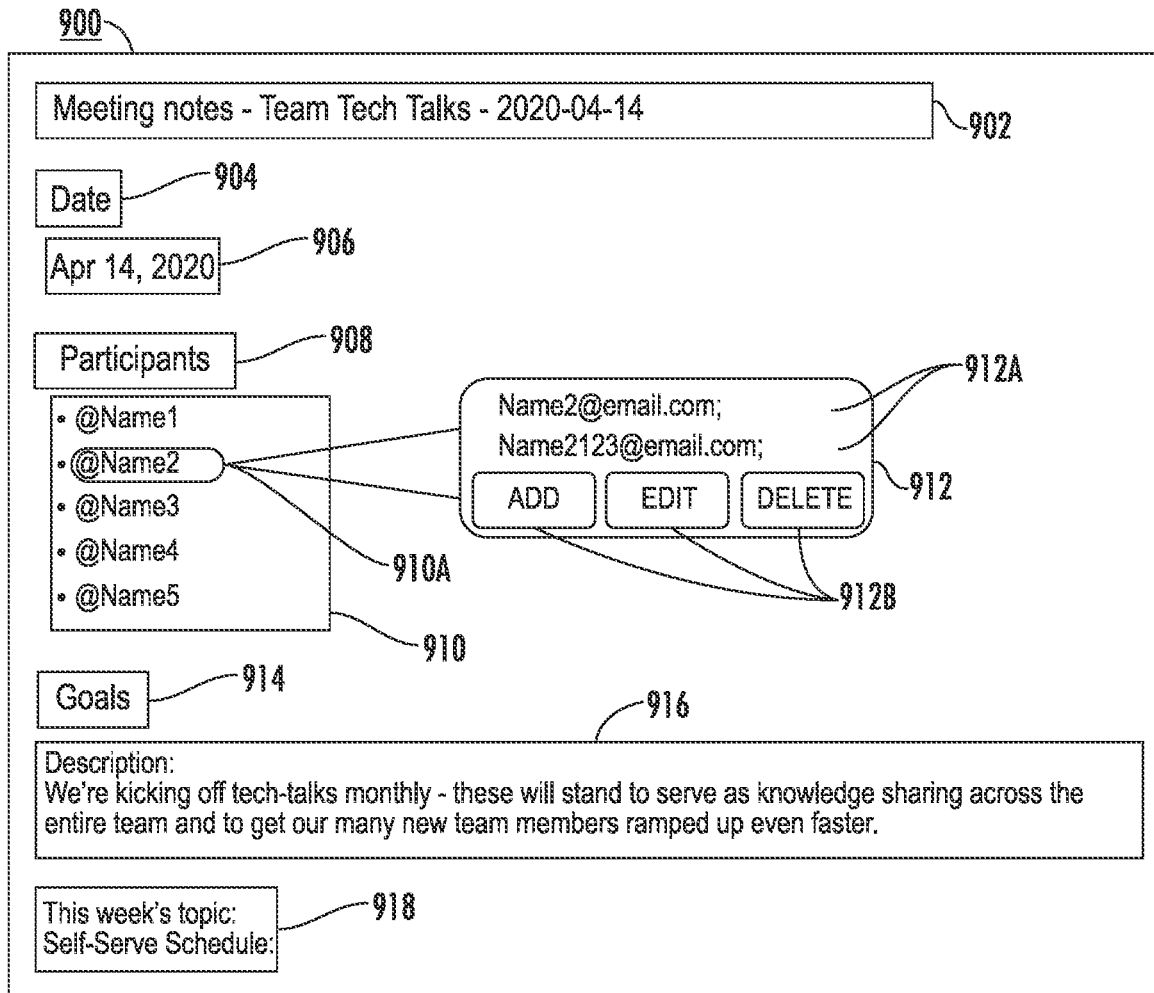 900
Meeting notes - Team Tech Talks - 2020-04-14
902
Date
904
Apr 14, 2020
906
Participants
908
• @Name1
• @Name2
• @Name3
• @Name4
• @Name5
910A
910
Name2@email.com;
Name2123@email.com;
912A
ADD EDIT DELETE
912
912B
Goals
914
916
Description:
We're kicking off tech-talks monthly - these will stand to serve as knowledge sharing across the
entire team and to get our many new team members ramped up even faster.
This week's topic:
Self-Serve Schedule:
918